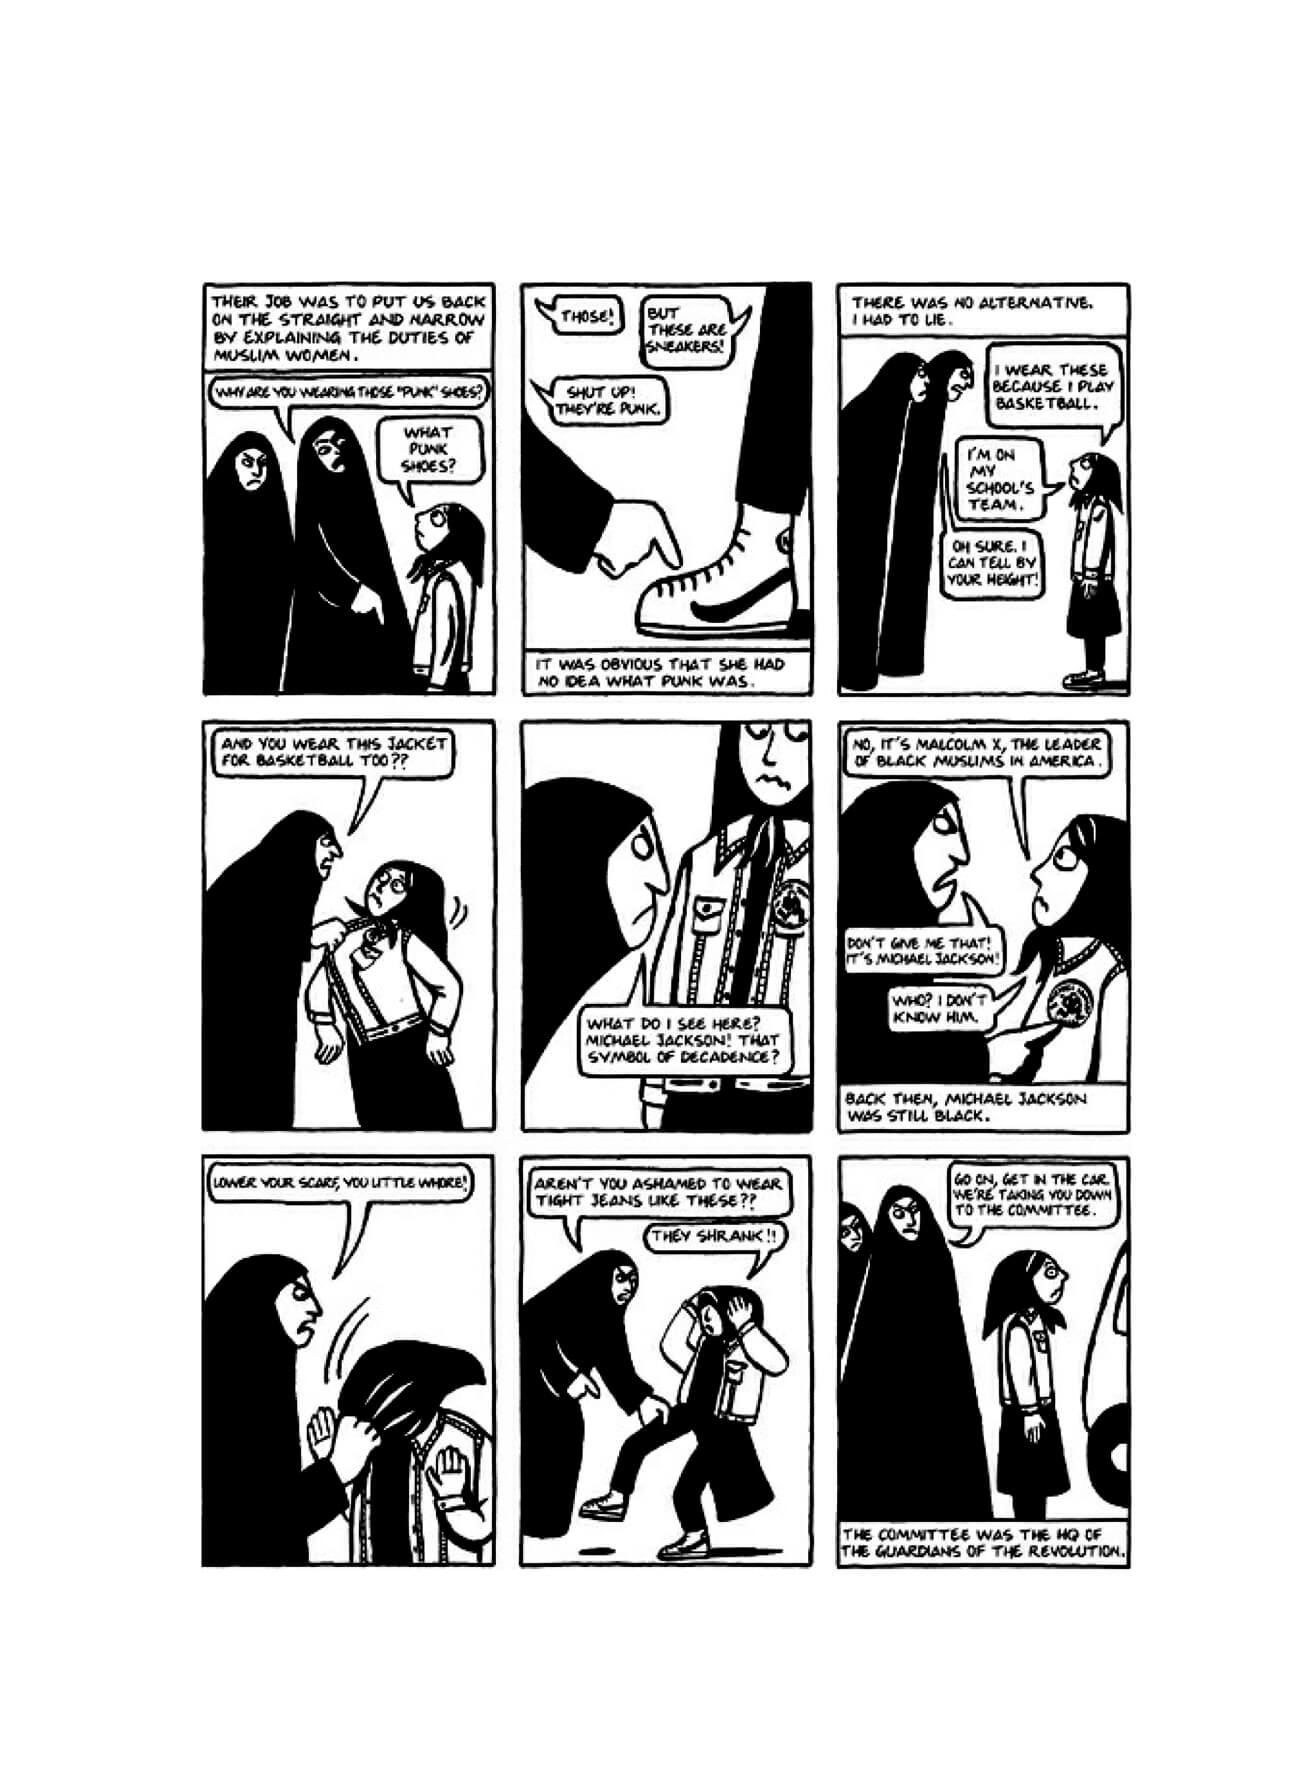 THEIR JOB WAS TO PUT US BACK
ON THE STRAIGHT AND NARROW
BY EXPLAINING THE DUTIES OF
MUSLIM WOMEN.
WHY ARE YOU WEARING THOSE "PUNK" SHOES?
WHAT
PUNK
SHOES?
THOSE!
BUT
THESE ARE
SNEAKERS!
SHUT UP!
THEY'RE PUNK.
IT WAS OBVIOUS THAT SHE HAD
NO IDEA WHAT PUNK WAS.
THERE WAS NO ALTERNATIVE.
I HAD TO LIE.
I WEAR THESE
BECAUSE I PLAY
BASKETBALL.
I'M ON
MY
SCHOOL'S
TEAM.
OH SURE. I
CAN TELL BY
YOUR HEIGHT!
AND YOU WEAR THIS JACKET
FOR BASKETBALL TOO??
WHAT DO I SEE HERE?
MICHAEL JACKSON! THAT
SYMBOL OF DECADENCE?
NO, IT'S MALCOLM X, THE LEADER
OF BLACK MUSLIMS IN AMERICA.
DON'T GIVE ME THAT!
IT'S MICHAEL JACKSON!
WHO? I DON'T
KNOW HIM.
BACK THEN, MICHAEL JACKSON
WAS STILL BLACK.
LOWER YOUR SCARF, YOU LITTLE WHORE!
AREN'T YOU ASHAMED TO WEAR
TIGHT JEANS LIKE THESE??
THEY SHRANK!!
GO ON, GET IN THE CAR.
WE'RE TAKING YOU DOWN
TO THE COMMITTEE.
THE COMMITTEE WAS THE HQ OF
THE GUARDIANS OF THE REVOLUTION.